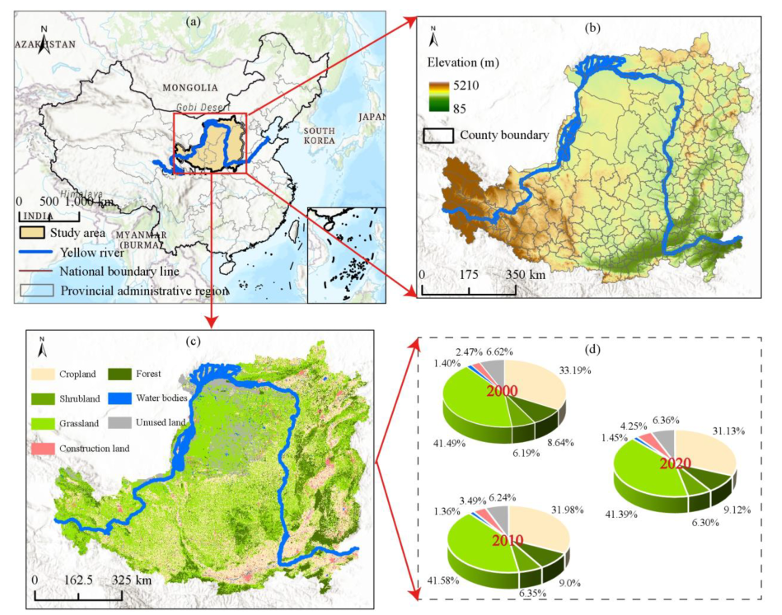 (a)
N
KAZAKHSTAN
MONGOLIA
Gobi Desert
SOUTH
KOREA
JAPAN
CHINA
Himalaya
0 500 1,000 km
INDIA
MYANMAR
(BURMA)
Study area
Yellow river
National boundary line
Provincial administrative region
(b)
N
Elevation (m)
5210
85
County boundary
0 175 350 km
(c)
N
Cropland
Forest
Shrubland
Water bodies
Grassland
Unused land
Construction land
0 162.5 325 km
(d)
2.47% 6.62%
1.40%
33.19%
2000
41.49%
6.19%
8.64%
4.25% 6.36%
1.45%
31.13%
2020
41.39%
6.30%
9.12%
3.49% 6.24%
1.36%
31.98%
2010
41.58%
6.35%
9.0%